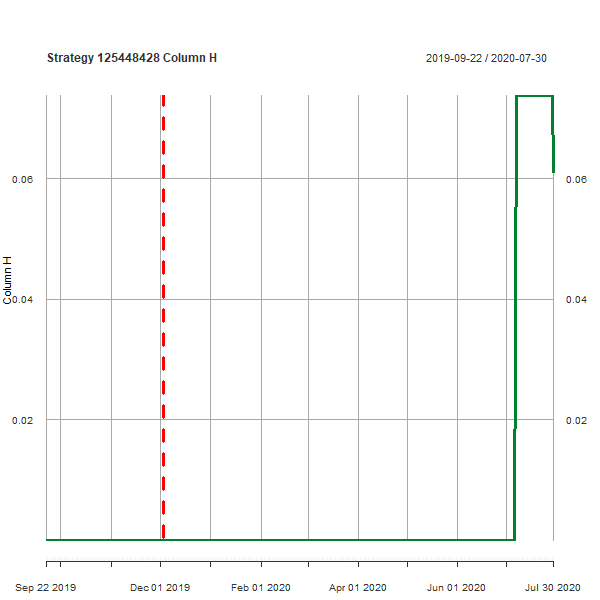 Strategy 125448428 Column H
2019-09-22 / 2020-07-30
0.06
0.06
Column H
0.04
0.04
0.02
0.02
Sep 22 2019
Dec 01 2019
Feb 01 2020
Apr 01 2020
Jun 01 2020
Jul 30 2020